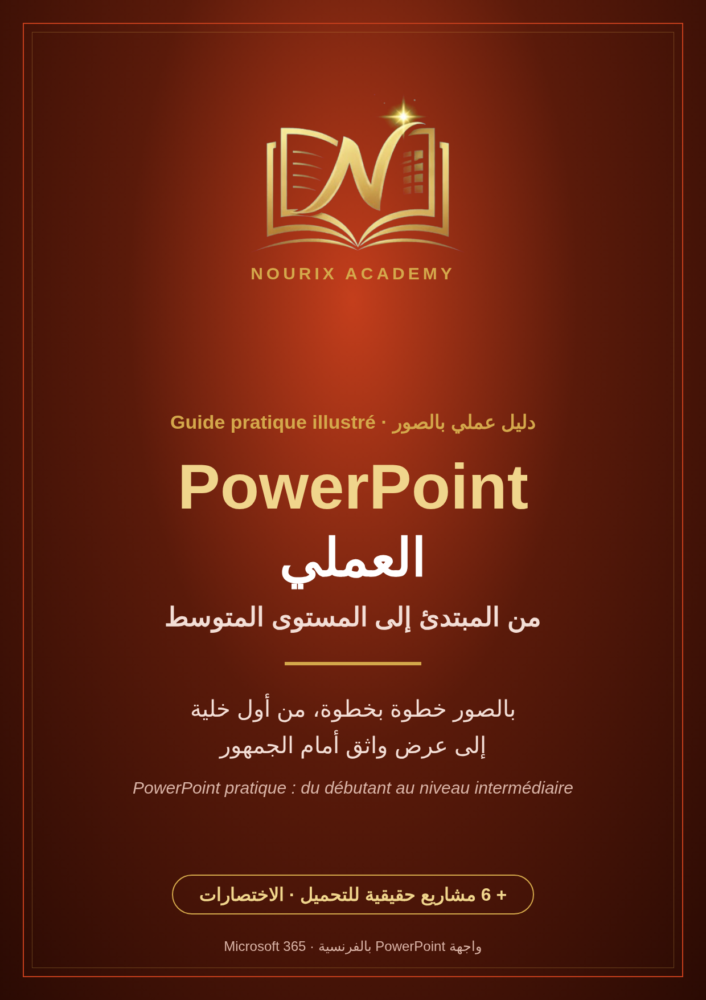 NOURIX ACADEMY
دليل عملي بالصور · Guide pratique illustré
PowerPoint
العملي
من المبتدئ إلى المستوى المتوسط
بالصور خطوة بخطوة، من أول خلية
إلى عرض واثق أمام الجمهور
PowerPoint pratique : du débutant au niveau intermédiaire
+ 6 مشاريع حقيقية للتحميل · الاختصارات
واجهة PowerPoint بالفرنسية · Microsoft 365